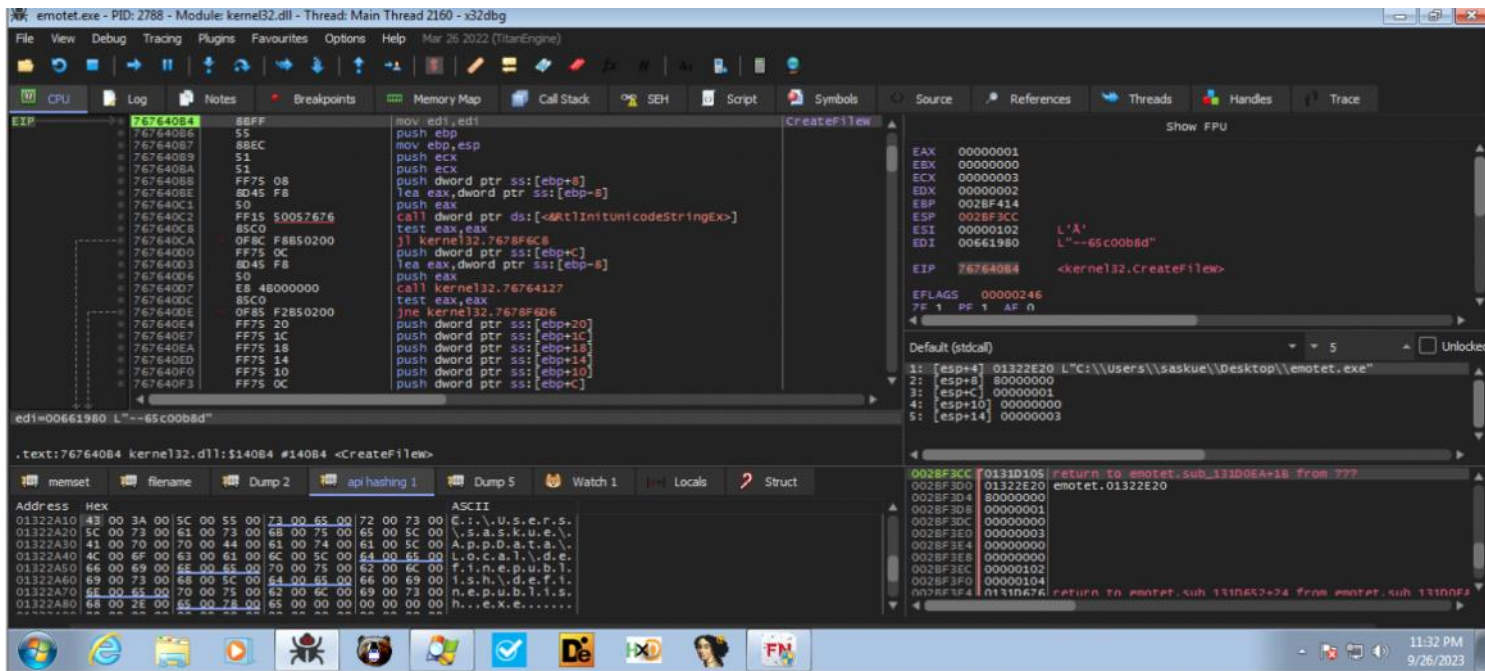 emotet.exe - PID: 2788 - Module: kernel32.dll - Thread: Main Thread 2160 - x32dbg
File View Debug Tracing Plugins Favourites Options Help Mar 26 2022 (TitanEngine)
CPU Log Notes Breakpoints Memory Map Call Stack SEH Script Symbols Source References Threads Handles Trace
EIP 767640B4 8BFF mov edi,edi CreateFileW
767640B6 55 push ebp
767640B7 8BEC mov ebp,esp
767640B9 51 push ecx
767640BA 51 push ecx
767640BB FF75 08 push dword ptr ss:[ebp+8]
767640BE 8D45 F8 lea eax,dword ptr ss:[ebp-8]
767640C1 50 push eax
767640C2 FF15 50057676 call dword ptr ds:[<&RtlInitUnicodeStringEx>]
767640C8 85C0 test eax,eax
767640CA 0F8C F8B50200 jl kernel32.7678F6C8
767640D0 FF75 0C push dword ptr ss:[ebp+C]
767640D3 8D45 F8 lea eax,dword ptr ss:[ebp-8]
767640D6 50 push eax
767640D7 E8 4B000000 call kernel32.76764127
767640DC 85C0 test eax,eax
767640DE 0F85 F2B50200 jne kernel32.7678F6D6
767640E4 FF75 20 push dword ptr ss:[ebp+20]
767640E7 FF75 1C push dword ptr ss:[ebp+1C]
767640EA FF75 18 push dword ptr ss:[ebp+18]
767640ED FF75 14 push dword ptr ss:[ebp+14]
767640F0 FF75 10 push dword ptr ss:[ebp+10]
767640F3 FF75 0C push dword ptr ss:[ebp+C]
edi=00661980 L"--65c00b8d"
.text:767640B4 kernel32.dll:$140B4 #140B4 <CreateFileW>
Show FPU
EAX 00000001
EBX 00000000
ECX 00000003
EDX 00000002
EBP 002BF414
ESP 002BF3CC
ESI 00000102 L'Ă'
EDI 00661980 L"--65c00b8d"
EIP 767640B4 <kernel32.CreateFileW>
EFLAGS 00000246
ZF 1 PF 1 AF 0
Default (stdcall) 5 Unlocked
1: [esp+4] 01322E20 L"C:\\Users\\saskue\\Desktop\\emotet.exe"
2: [esp+8] 80000000
3: [esp+C] 00000001
4: [esp+10] 00000000
5: [esp+14] 00000003
memset filename Dump 2 api hashing 1 Dump 5 Watch 1 Locals Struct
Address Hex ASCII
01322A10 43 00 3A 00 5C 00 55 00 73 00 65 00 72 00 73 00 C.:.\.U.s.e.r.s.
01322A20 5C 00 73 00 61 00 73 00 6B 00 75 00 65 00 5C 00 \.s.a.s.k.u.e.\.
01322A30 41 00 70 00 70 00 44 00 61 00 74 00 61 00 5C 00 A.p.p.D.a.t.a.\.
01322A40 4C 00 6F 00 63 00 61 00 6C 00 5C 00 64 00 65 00 L.o.c.a.l.\.d.e.
01322A50 66 00 69 00 6E 00 65 00 70 00 75 00 62 00 6C 00 f.i.n.e.p.u.b.l.
01322A60 69 00 73 00 68 00 5C 00 64 00 65 00 66 00 69 00 i.s.h.\.d.e.f.i.
01322A70 6E 00 65 00 70 00 75 00 62 00 6C 00 69 00 73 00 n.e.p.u.b.l.i.s.
01322A80 68 00 2E 00 65 00 78 00 65 00 00 00 00 00 00 00 h...e.x.e.......
002BF3CC 0131D105 return to emotet.sub_131D0EA+1B from ???
002BF3D0 01322E20 emotet.01322E20
002BF3D4 80000000
002BF3D8 00000001
002BF3DC 00000000
002BF3E0 00000003
002BF3E4 00000000
002BF3E8 00000000
002BF3EC 00000102
002BF3F0 00000104
002BF3F4 0131D676 return to emotet.sub_131D652+24 from emotet.sub_131D0EA
11:32 PM
9/26/2023